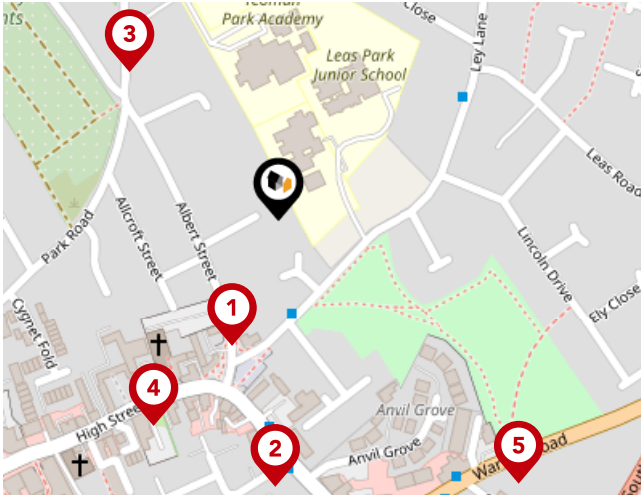 Yeoman
Park Academy
Close
Ley Lane
3
Leas Park
Junior School
Leas Road
Park Road
Allcroft Street
Albert Street
Lincoln Drive
Ely Close
Cygnet Fold
1
4
High Street
Anvil Grove
2
Anvil Grove
5
Road